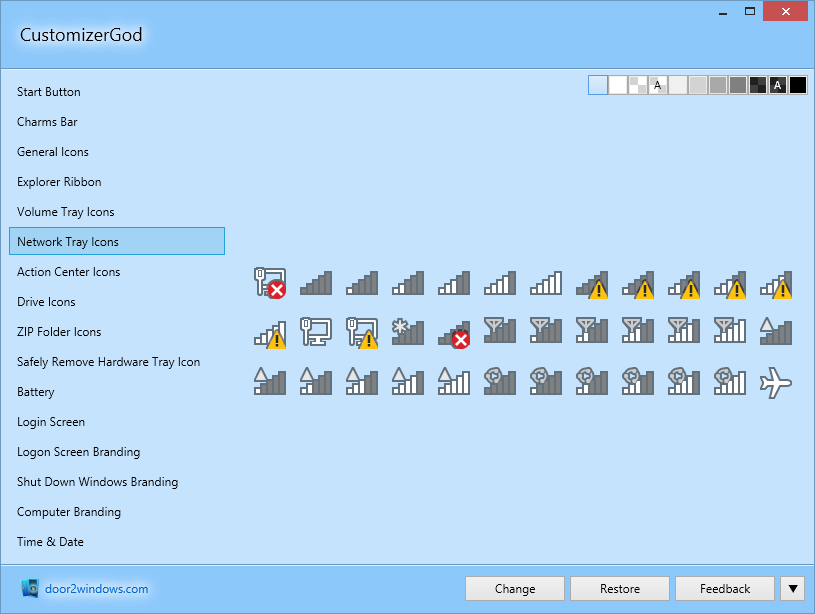 CustomizerGod
Start Button
A A
Charms Bar
General Icons
Explorer Ribbon
Volume Tray Icons
Network Tray Icons
Action Center Icons
Drive Icons
ZIP Folder Icons
Safely Remove Hardware Tray Icon
Battery
Login Screen
Logon Screen Branding
Shut Down Windows Branding
Computer Branding
Time & Date
door2windows.com
Change Restore Feedback